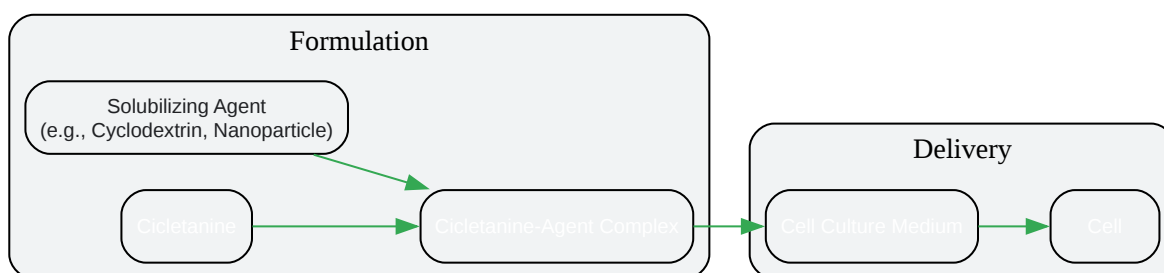 Formulation
Solubilizing Agent
(e.g., Cyclodextrin, Nanoparticle)
Cicletanine
Cicletanine-Agent Complex
Delivery
Cell Culture Medium
Cell